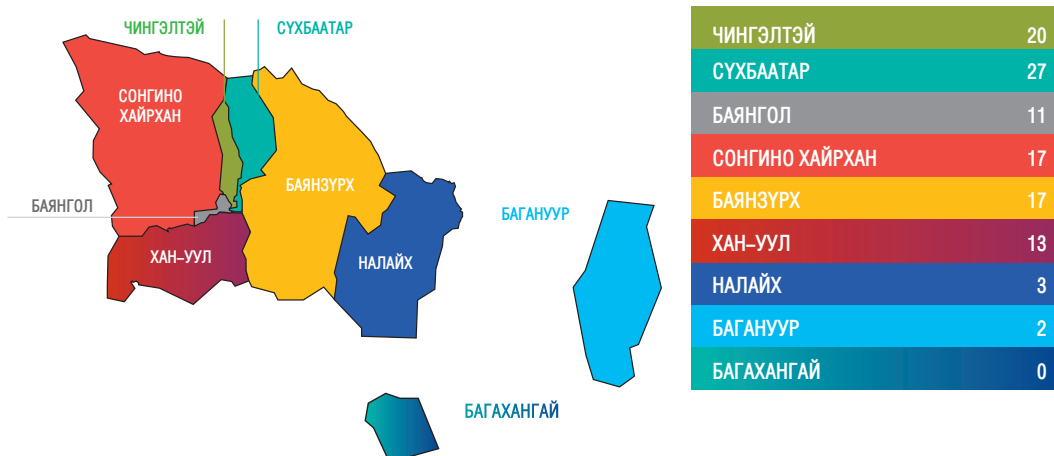 ЧИНГЭЛТЭЙ
СҮХБААТАР
СОНГИНО
ХАЙРХАН
БАЯНЗҮРХ
БАЯНГОЛ
ХАН–УУЛ
НАЛАЙХ
БАГАНУУР
БАГАХАНГАЙ
ЧИНГЭЛТЭЙ 20
СҮХБААТАР 27
БАЯНГОЛ 11
СОНГИНО ХАЙРХАН 17
БАЯНЗҮРХ 17
ХАН–УУЛ 13
НАЛАЙХ 3
БАГАНУУР 2
БАГАХАНГАЙ 0